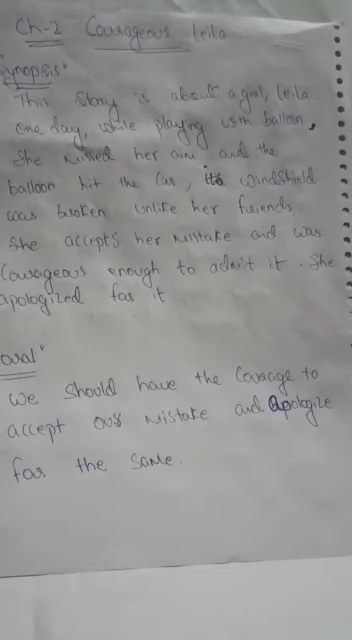 Ch-2 Courageous leila
Synopsis"
This Story is about a girl, Leila.
One day, while playing with balloon,
She missed her aim and the
balloon hit the Car, its windshield
was broken unlike her friends
She accepts her mistake and was
Courageous enough to admit it. She
apologized for it
oral"
We should have the Courage to
accept our mistake and Apologize
for the same.